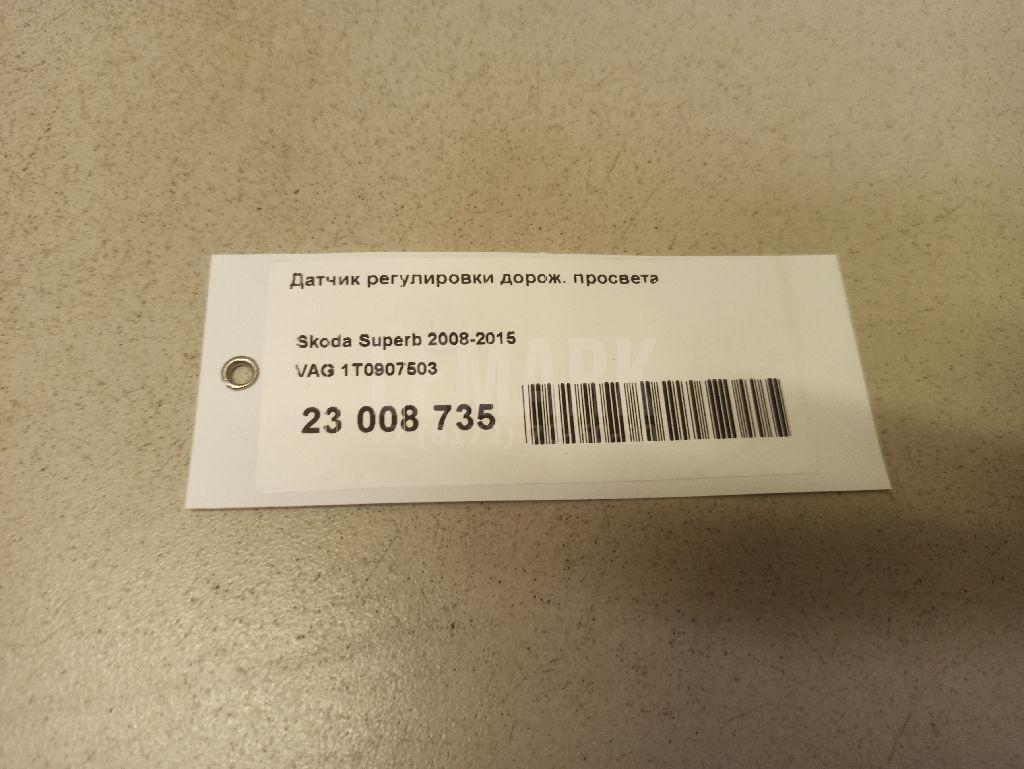 Датчик регулировки дорож. просвета
Skoda Superb 2008-2015
VAG 1T0907503
23 008 735